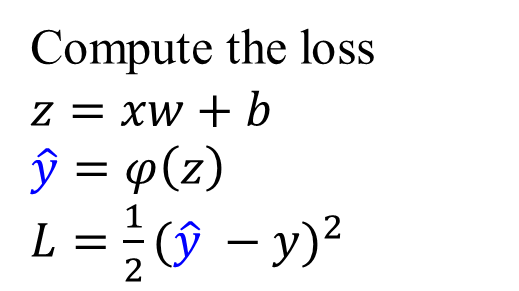 Compute the loss
z = xw + b
ŷ = φ(z)
L = 1/2 (ŷ − y)²